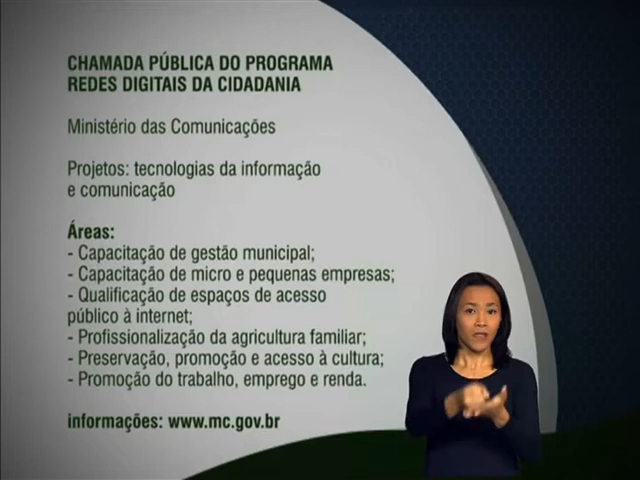 CHAMADA PÚBLICA DO PROGRAMA
REDES DIGITAIS DA CIDADANIA
Ministério das Comunicações
Projetos: tecnologias da informação
e comunicação
Áreas:
- Capacitação de gestão municipal;
- Capacitação de micro e pequenas empresas;
- Qualificação de espaços de acesso
público à internet;
- Profissionalização da agricultura familiar;
- Preservação, promoção e acesso à cultura;
- Promoção do trabalho, emprego e renda.
informações: www.mc.gov.br